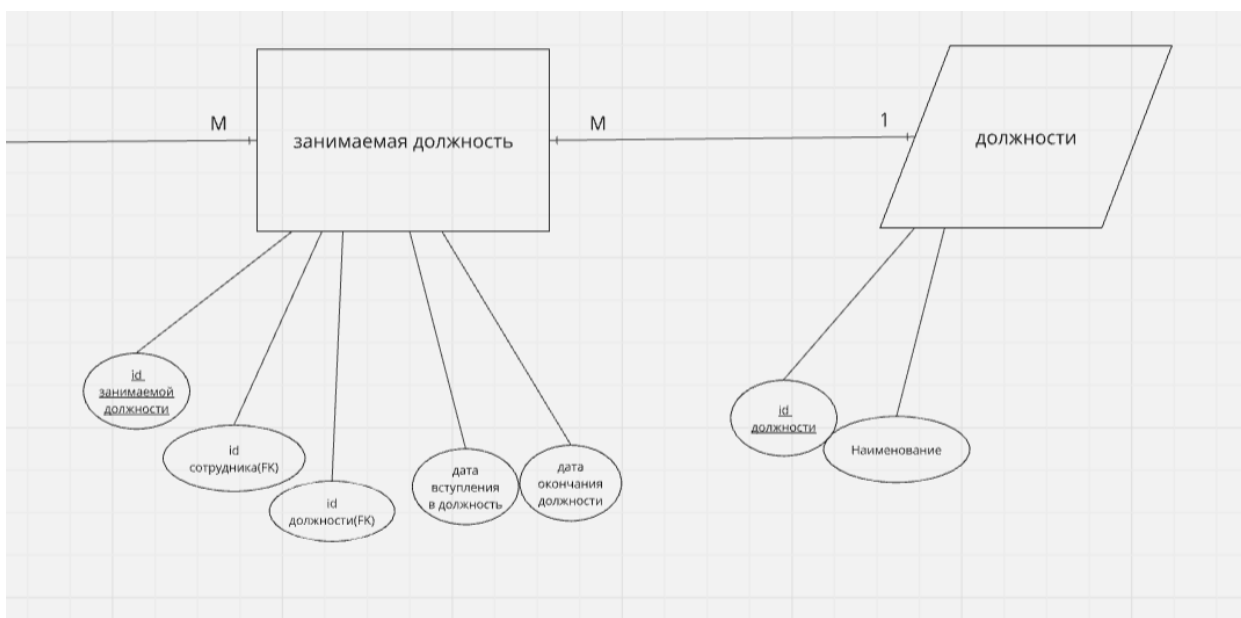 М
занимаемая должность
М
1
должности
id
занимаемой
должности
id
сотрудника(FK)
id
должности(FK)
дата
вступления
в должность
дата
окончания
должности
id
должности
Наименование